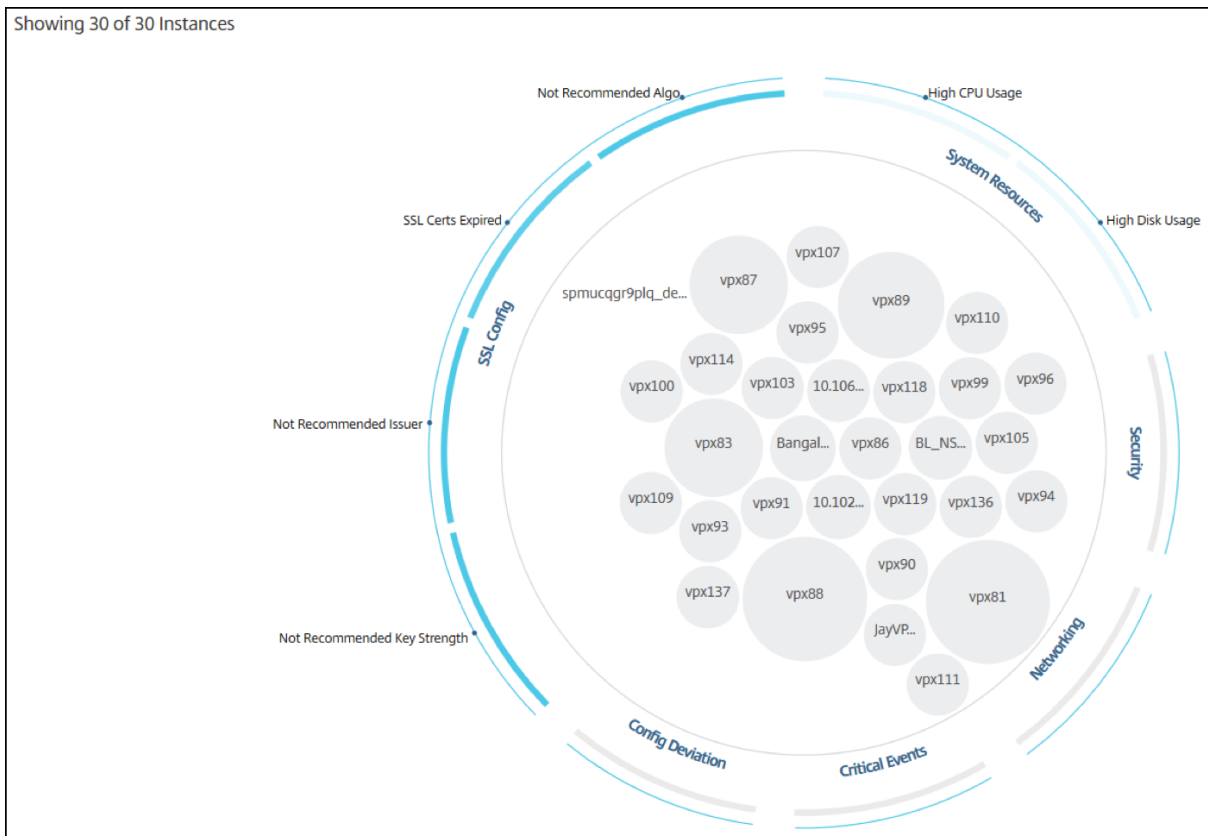 Showing 30 of 30 Instances
Not Recommended Algo
High CPU Usage
System Resources
SSL Certs Expired
High Disk Usage
vpx107
vpx87
spmucqgr9plq_de...
vpx89
vpx110
vpx95
SSL Config
vpx114
vpx100
vpx103
10.106...
vpx118
vpx99
vpx96
Not Recommended Issuer
vpx83
Bangal...
vpx86
BL_NS...
vpx105
Security
vpx109
vpx91
10.102...
vpx119
vpx136
vpx94
vpx93
vpx90
vpx137
vpx88
vpx81
Not Recommended Key Strength
JayVP...
Networking
vpx111
Config Deviation
Critical Events